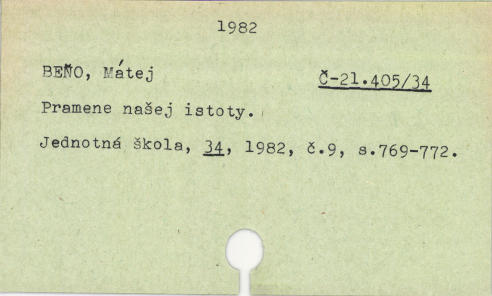 1982
BEŇO, Mátej Č-21.405/34
Pramene našej istoty.
Jednotná škola, 34, 1982, č.9, s.769-772.